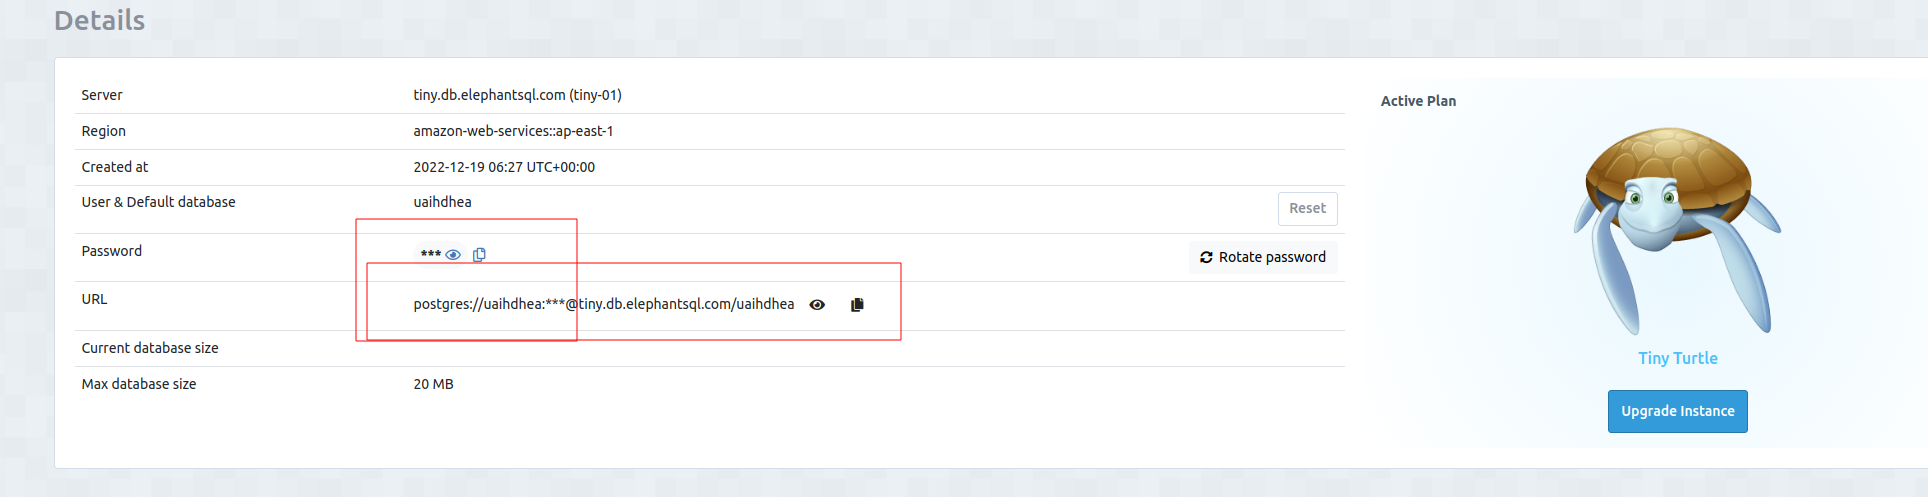 Details
Server tiny.db.elephantsql.com (tiny-01)
Active Plan
Region amazon-web-services::ap-east-1
Created at 2022-12-19 06:27 UTC+00:00
User & Default database uaihdhea Reset
Password *** Rotate password
URL postgres://uaihdhea:***@tiny.db.elephantsql.com/uaihdhea
Current database size
Tiny Turtle
Max database size 20 MB
Upgrade Instance